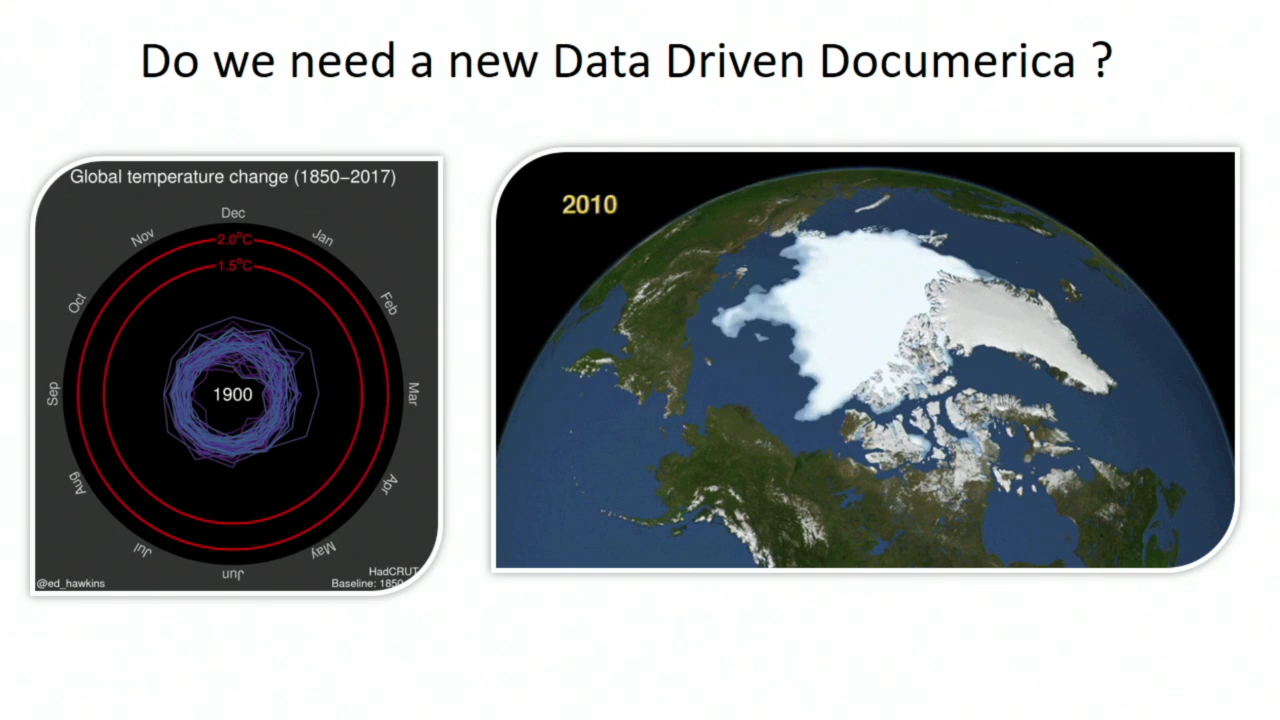 Do we need a new Data Driven Documerica ?
Global temperature change (1850–2017)
Dec
Nov
Jan
2.0°C
1.5°C
Oct
Feb
Sep
1900
Mar
Aug
Apr
Jul
May
Jun
HadCRUT
@ed_hawkins
Baseline: 1850
2010